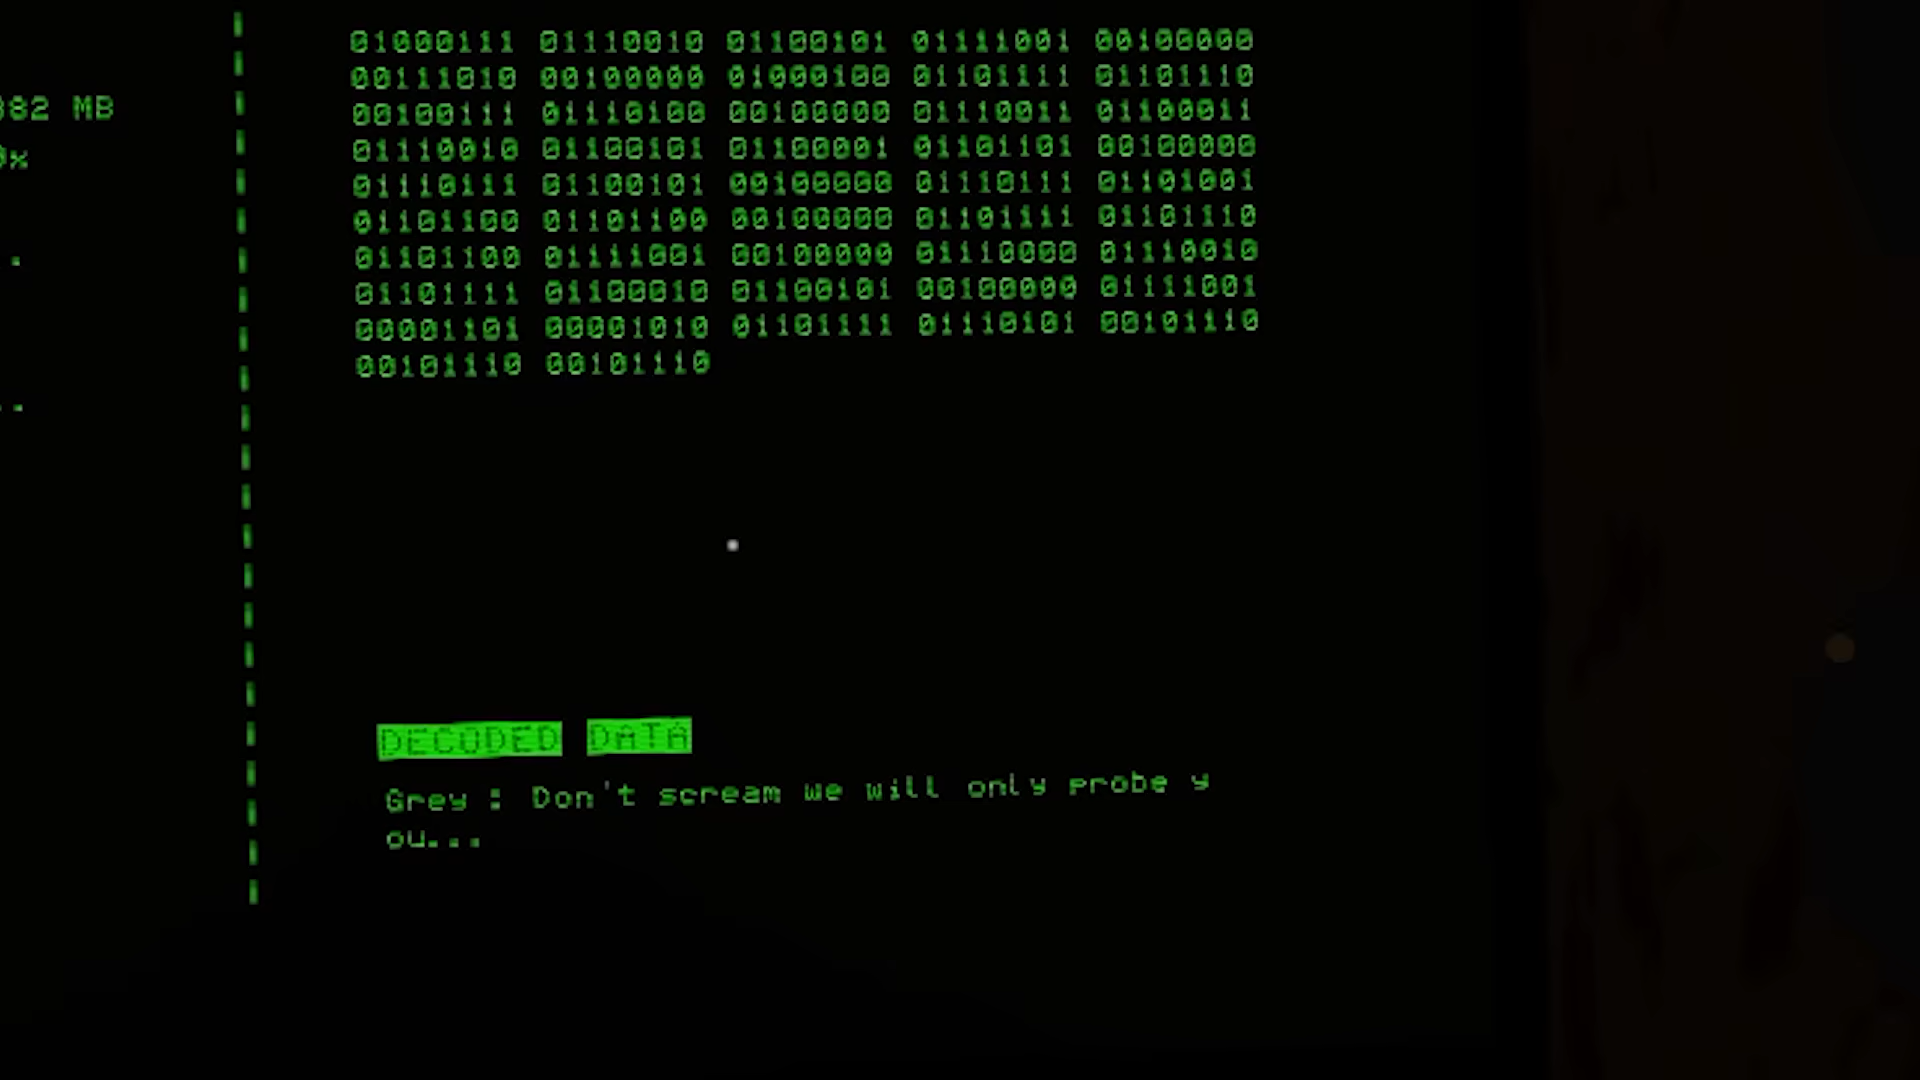 01000111 01110010 01100101 01111001 00100000
00111010 00100000 01000100 01101111 01101110
00100111 01110100 00100000 01110011 01100011
01110010 01100101 01100001 01101101 00100000
01110111 01100101 00100000 01110111 01101001
01101100 01101100 00100000 01101111 01101110
01101100 01111001 00100000 01110000 01110010
01101111 01100010 01100101 00100000 01111001
00001101 00001010 01101111 01110101 00101110
00101110 00101110
82 MB
DECODED DATA
Grey : Don't scream we will only probe y
ou...